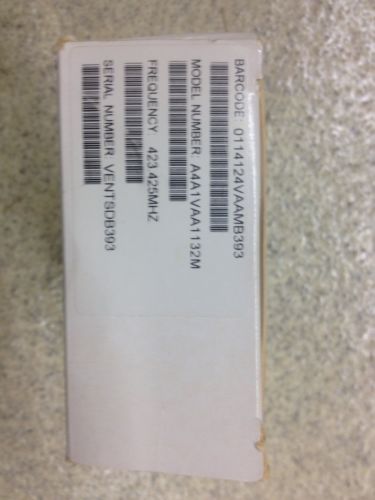 BARCODE: 0114124VAAMB393
MODEL NUMBER: A4A1VAA1132M
FREQUENCY 423 425MHZ
SERIAL NUMBER: VENTSDB393